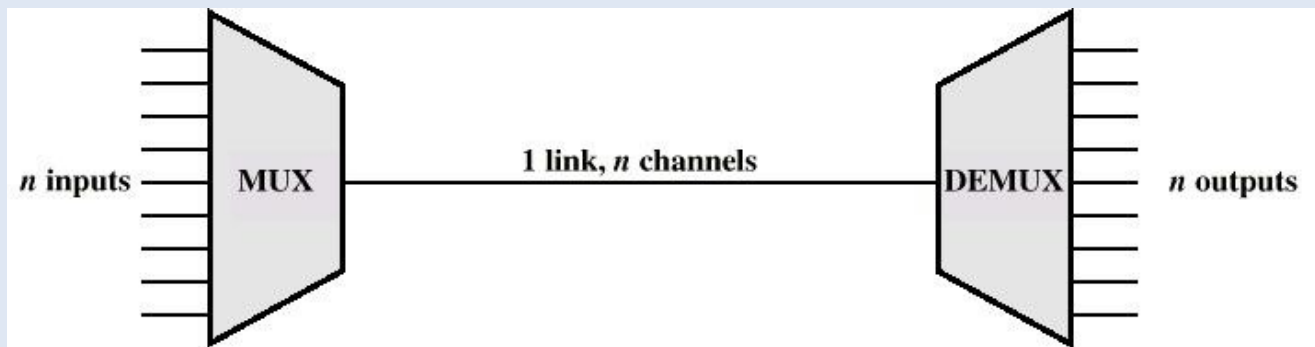 n inputs
MUX
1 link, n channels
DEMUX
n outputs